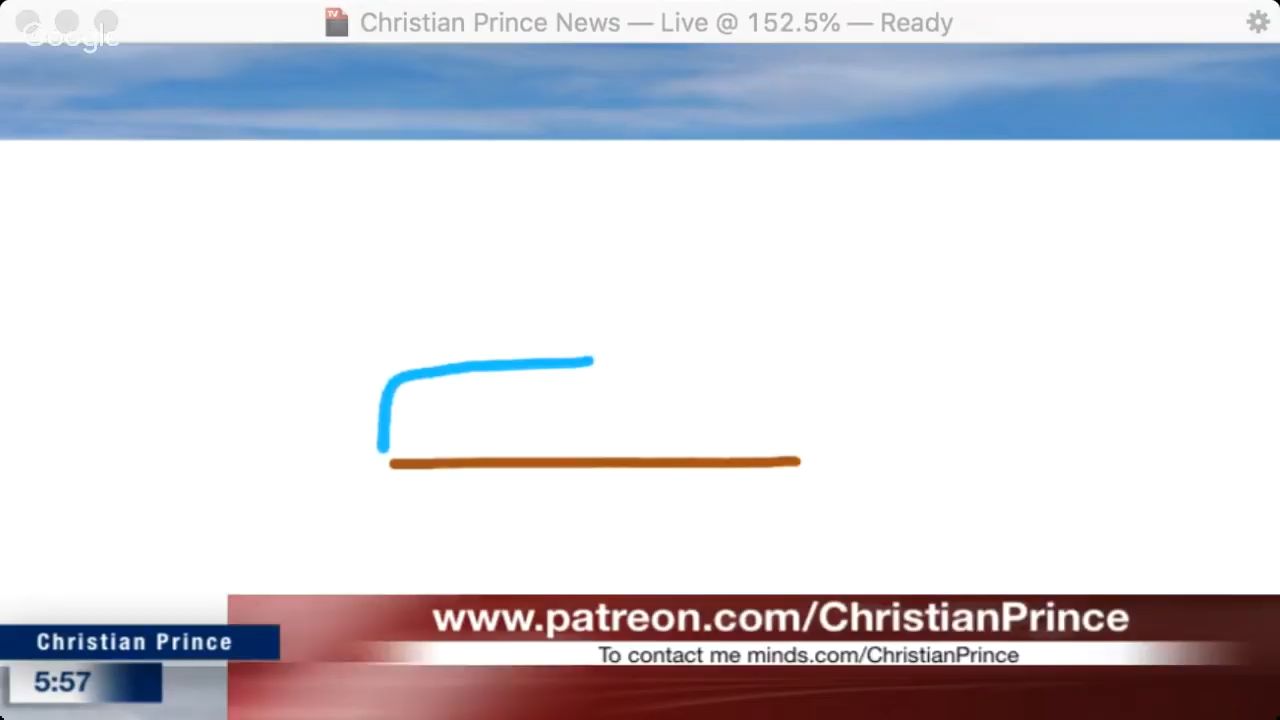 Christian Prince News — Live @ 152.5% — Ready
Google
www.patreon.com/ChristianPrince
Christian Prince
To contact me minds.com/ChristianPrince
5:57